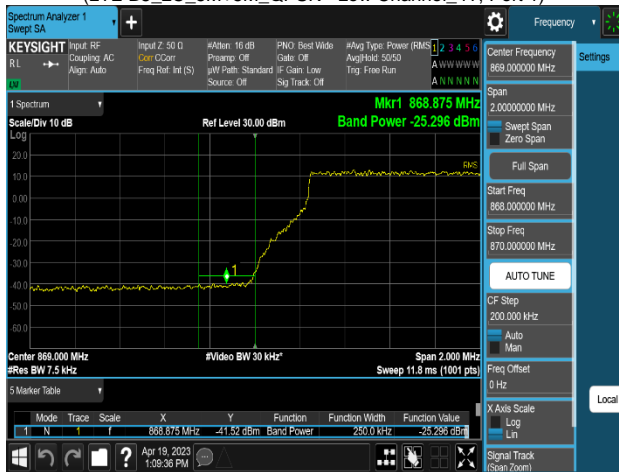 Spectrum Analyzer 1
Swept SA
+
Frequency
KEYSIGHT Input: RF Input Z: 50 Ω #Atten: 16 dB PNO: Best Wide #Avg Type: Power (RMS 1 2 3 4 5 6
RL Coupling: AC Corr CCorr Preamp: Off Gate: Off Avg|Hold: 50/50 A W W W W W
Align: Auto Freq Ref: Int (S) µW Path: Standard IF Gain: Low Trig: Free Run
Source: Off Sig Track: Off A N N N N N
1 Spectrum
Mkr1 868.875 MHz
Scale/Div 10 dB Ref Level 30.00 dBm Band Power -25.296 dBm
Log
20.0
10.0
0.00
-10.0
-20.0
-30.0
-40.0
-50.0
-60.0
RMS
1
Center 869.000 MHz #Video BW 30 kHz* Span 2.000 MHz
#Res BW 7.5 kHz Sweep 11.8 ms (1001 pts)
5 Marker Table
Mode Trace Scale X Y Function Function Width Function Value
1 N 1 f 868.875 MHz -41.52 dBm Band Power 250.0 kHz -25.296 dBm
Apr 19, 2023
1:09:36 PM
?
Center Frequency
869.000000 MHz
Settings
Span
2.00000000 MHz
Swept Span
Zero Span
Full Span
Start Freq
868.000000 MHz
Stop Freq
870.000000 MHz
AUTO TUNE
CF Step
200.000 kHz
Auto
Man
Freq Offset
0 Hz
Local
X Axis Scale
Log
Lin
Signal Track
(Span Zoom)